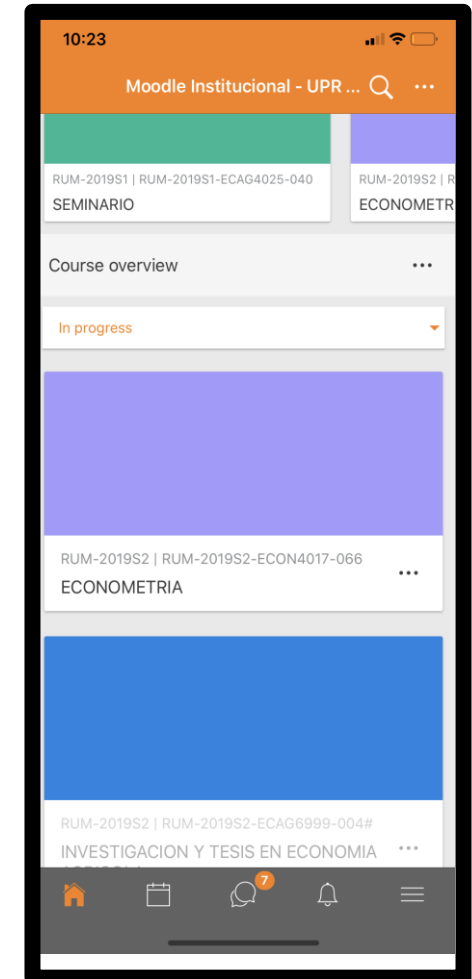 10:23
Moodle Institucional - UPR ...
RUM-2019S1 | RUM-2019S1-ECAG4025-040
SEMINARIO
RUM-2019S2 | R
ECONOMETR
Course overview
In progress
RUM-2019S2 | RUM-2019S2-ECON4017-066
ECONOMETRIA
RUM-2019S2 | RUM-2019S2-ECAG6999-004#
INVESTIGACION Y TESIS EN ECONOMIA
7